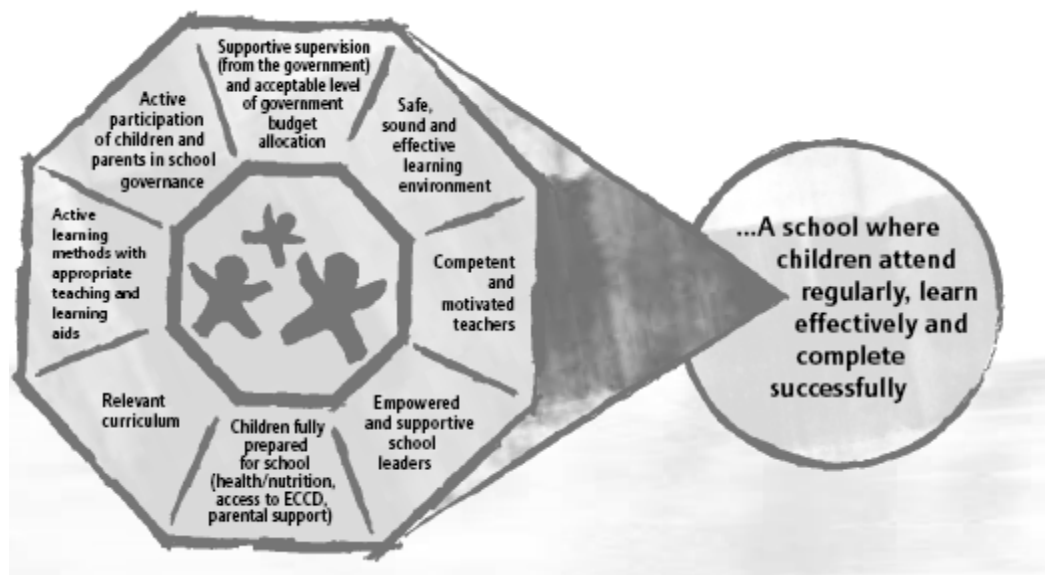 Supportive supervision
(from the government)
and acceptable level
of government
budget
allocation
Safe,
sound and
effective
learning
environment
Competent
and
motivated
teachers
Empowered
and supportive
school
leaders
Children fully
prepared
for school
(health/nutrition,
access to ECCD,
parental support)
Relevant
curriculum
Active
learning
methods with
appropriate
teaching and
learning
aids
Active
participation
of children and
parents in school
governance
...A school where
children attend
regularly, learn
effectively and
complete
successfully